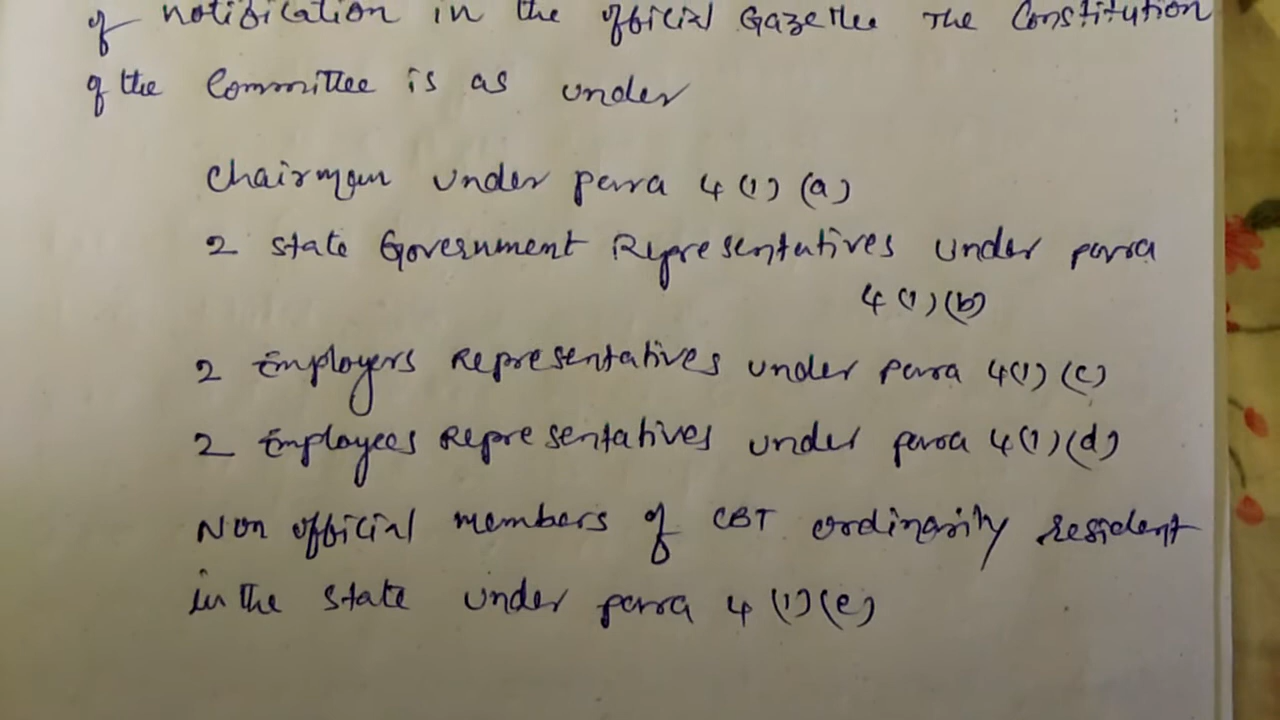 of notification in the official Gazettee The Constitution
of the Committee is as under
Chairman under para 4 (1) (a)
2 State Government Representatives under para
4 (1) (b)
2 Employers Representatives under para 4(1) (c)
2 Employees Representatives under para 4(1) (d)
Non official members of CBT ordinarity resident
in the state under para 4 (1) (e)